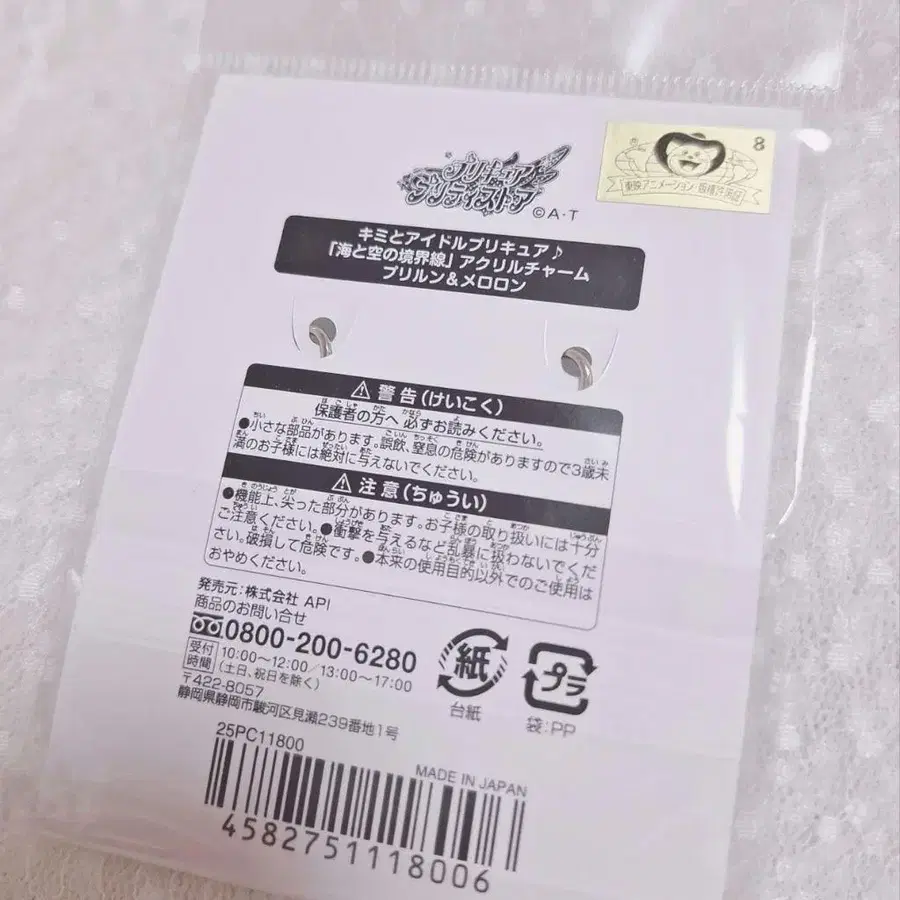 プリキュア
プリティストア
©A・T
8
東映アニメーション・版権許諾証
キミとアイドルプリキュア♪
「海と空の境界線」アクリルチャーム
プリルン＆メロロン
⚠警告(けいこく)
保護者の方へ 必ずお読みください。
●小さな部品があります。誤飲、窒息の危険がありますので3歳未
満のお子様には絶対に与えないでください。
⚠注意(ちゅうい)
●機能上、尖った部分があります。お子様の取り扱いには十分
ご注意ください。●衝撃を与えるなど乱暴に扱わないでくだ
さい。破損して危険です。●本来の使用目的以外でのご使用は
おやめください。
発売元：株式会社 API
商品のお問い合せ
0800-200-6280
受付時間 10:00〜12:00／13:00〜17:00
(土日、祝日を除く)
〒422-8057
静岡県静岡市駿河区見瀬239番地1号
紙
台紙
プラ
袋:PP
25PC11800
MADE IN JAPAN
4582751118006